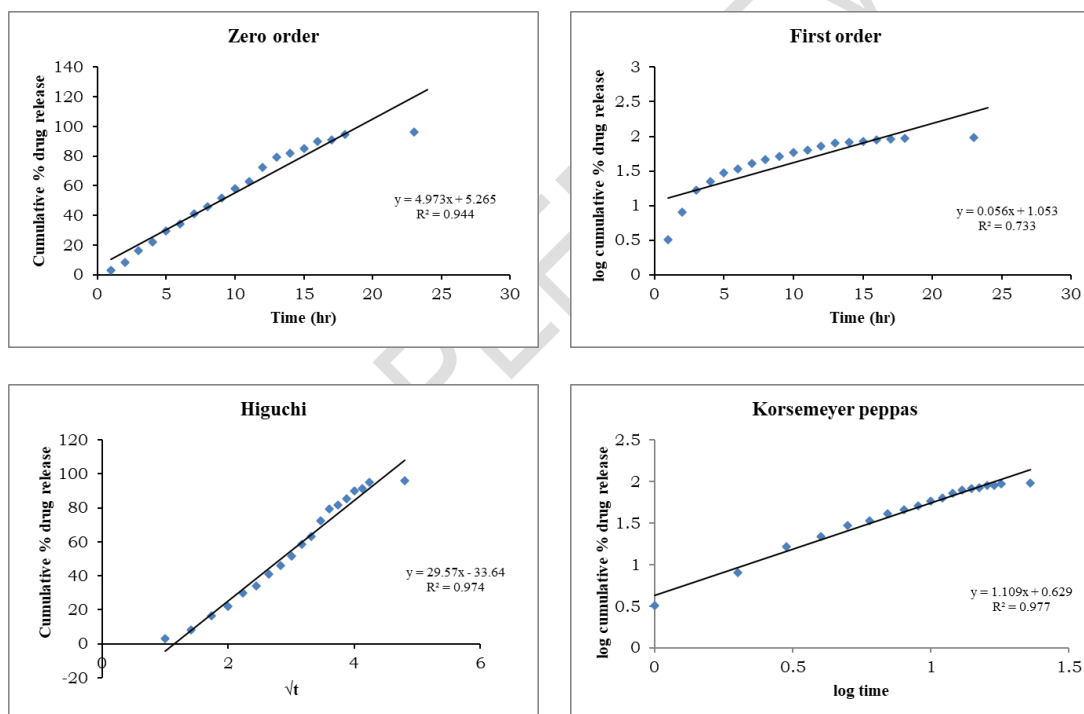 Zero order
Cumulative % drug release
140
120
100
80
60
40
20
0
0 5 10 15 20 25 30
Time (hr)
y = 4.973x + 5.265
R² = 0.944
First order
log cumulative % drug release
3
2.5
2
1.5
1
0.5
0
0 5 10 15 20 25 30
Time (hr)
y = 0.056x + 1.053
R² = 0.733
Higuchi
Cumulative % drug release
120
100
80
60
40
20
0
-20
0 2 4 6
√t
y = 29.57x - 33.64
R² = 0.974
Korsemeyer peppas
log cumulative % drug release
2.5
2
1.5
1
0.5
0
0 0.5 1 1.5
log time
y = 1.109x + 0.629
R² = 0.977